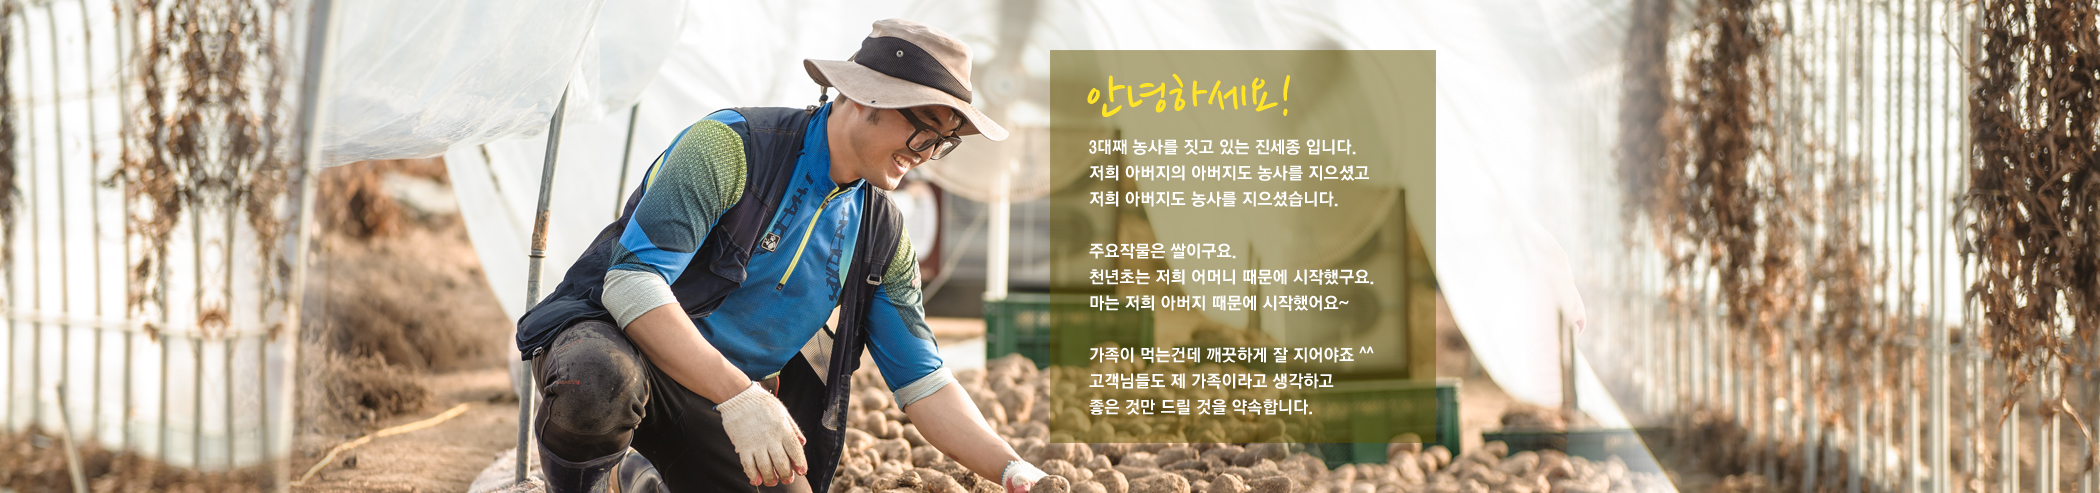 안녕하세요!
3대째 농사를 짓고 있는 진세종 입니다.
저희 아버지의 아버지도 농사를 지으셨고
저희 아버지도 농사를 지으셨습니다.
주요작물은 쌀이구요.
천년초는 저희 어머니 때문에 시작했구요.
마는 저희 아버지 때문에 시작했어요~
가족이 먹는건데 깨끗하게 잘 지어야죠 ^^
고객님들도 제 가족이라고 생각하고
좋은 것만 드릴 것을 약속합니다.